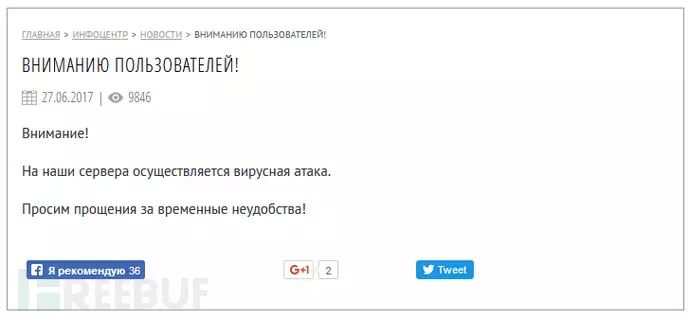 ГЛАВНАЯ > ИНФОЦЕНТР > НОВОСТИ > ВНИМАНИЮ ПОЛЬЗОВАТЕЛЕЙ!
ВНИМАНИЮ ПОЛЬЗОВАТЕЛЕЙ!
27.06.2017 | 9846
Внимание!
На наши сервера осуществляется вирусная атака.
Просим прощения за временные неудобства!
Я рекомендую 36 G+1 2 Tweet
FREEBUF